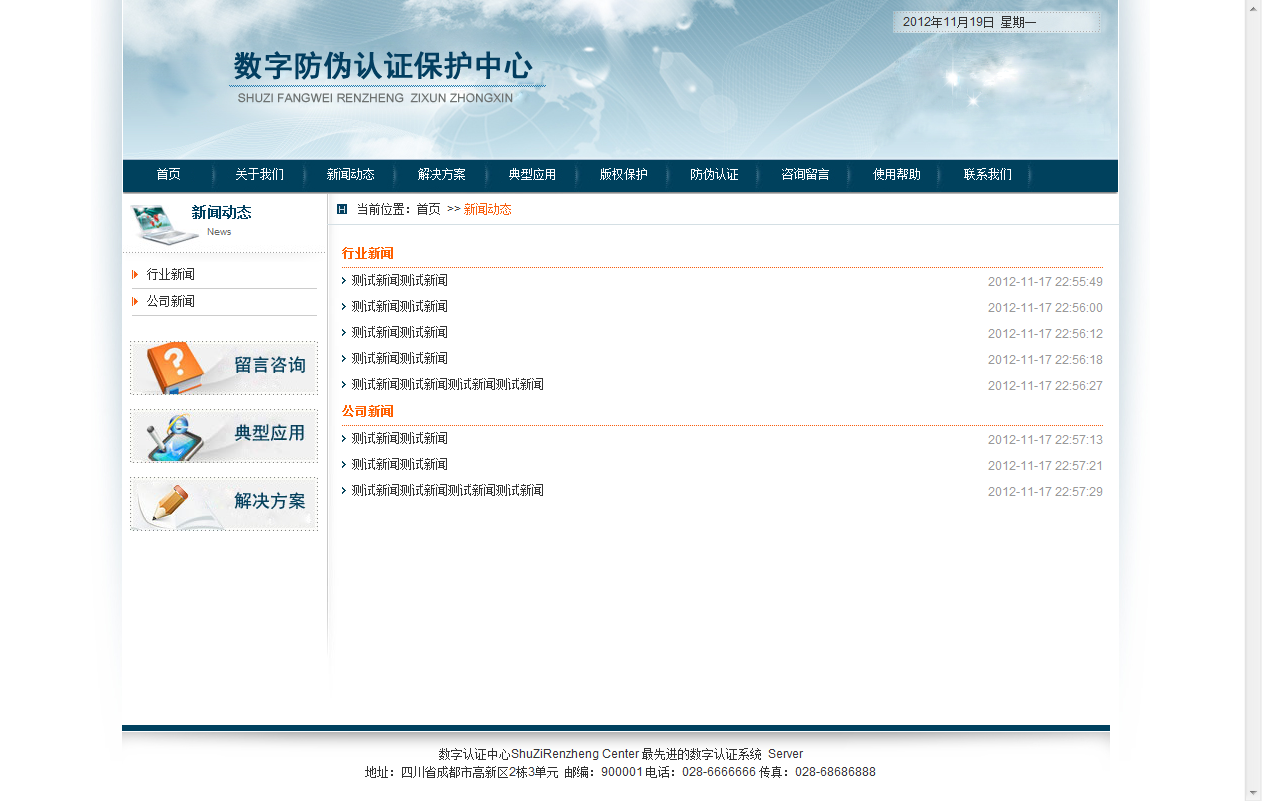 2012年11月19日 星期一
数字防伪认证保护中心
SHUZI FANGWEI RENZHENG ZIXUN ZHONGXIN
首页 关于我们 新闻动态 解决方案 典型应用 版权保护 防伪认证 咨询留言 使用帮助 联系我们
新闻动态
News
行业新闻
公司新闻
留言咨询
典型应用
解决方案
当前位置：首页 >> 新闻动态
行业新闻
测试新闻测试新闻 2012-11-17 22:55:49
测试新闻测试新闻 2012-11-17 22:56:00
测试新闻测试新闻 2012-11-17 22:56:12
测试新闻测试新闻 2012-11-17 22:56:18
测试新闻测试新闻测试新闻测试新闻 2012-11-17 22:56:27
公司新闻
测试新闻测试新闻 2012-11-17 22:57:13
测试新闻测试新闻 2012-11-17 22:57:21
测试新闻测试新闻测试新闻测试新闻 2012-11-17 22:57:29
数字认证中心ShuZiRenzheng Center 最先进的数字认证系统 Server
地址：四川省成都市高新区2栋3单元 邮编：900001 电话：028-6666666 传真：028-68686888